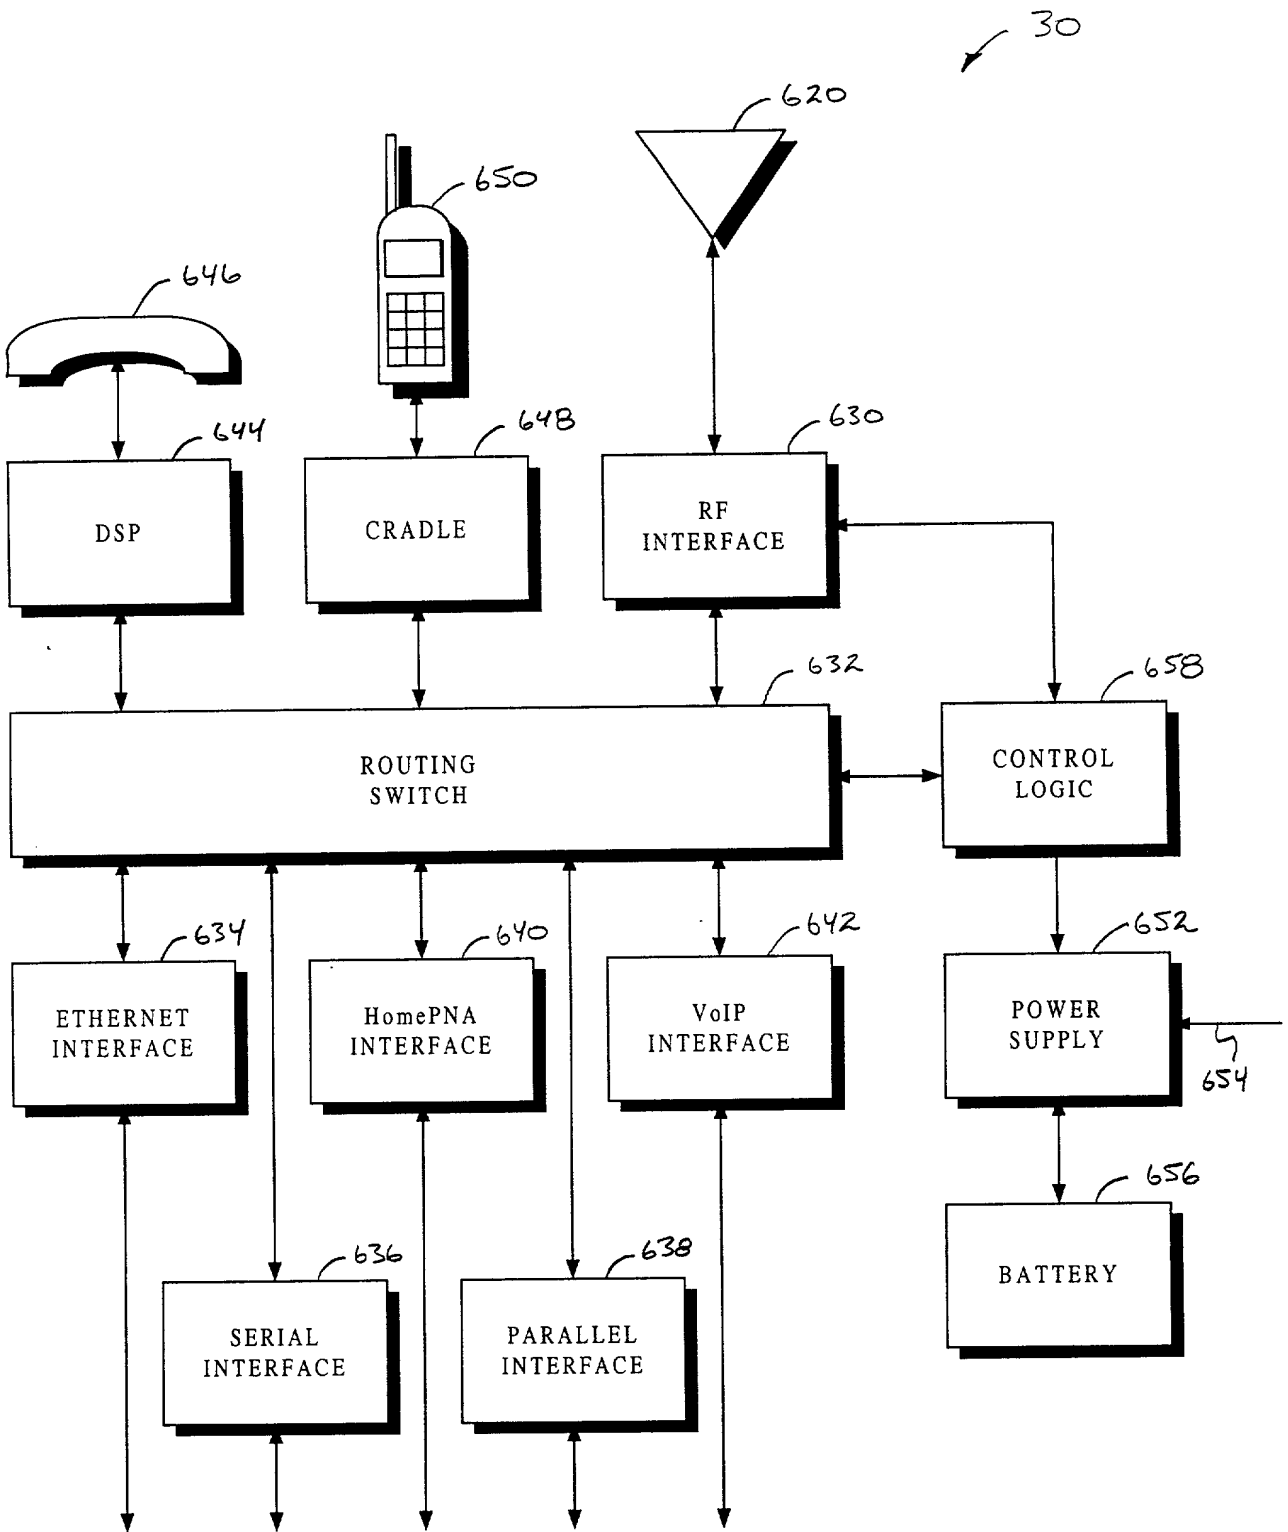 30
620
650
646
644
648
630
DSP
CRADLE
RF
INTERFACE
632
658
ROUTING
SWITCH
CONTROL
LOGIC
634
640
642
652
ETHERNET
INTERFACE
HomePNA
INTERFACE
VoIP
INTERFACE
POWER
SUPPLY
654
656
636
638
SERIAL
INTERFACE
PARALLEL
INTERFACE
BATTERY